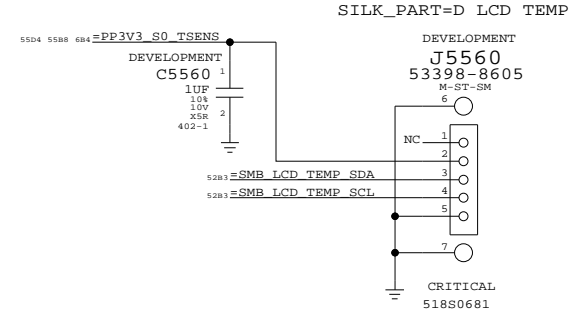 SILK_PART=D LCD TEMP
55D4 55B8 6B4 =PP3V3_S0_TSENS
DEVELOPMENT
C5560
1
1UF
10%
10V
X5R
402-1
2
DEVELOPMENT
J5560
53398-8605
M-ST-SM
6
NC
1
2
52B3 =SMB_LCD_TEMP_SDA
3
52B3 =SMB_LCD_TEMP_SCL
4
5
7
CRITICAL
518S0681